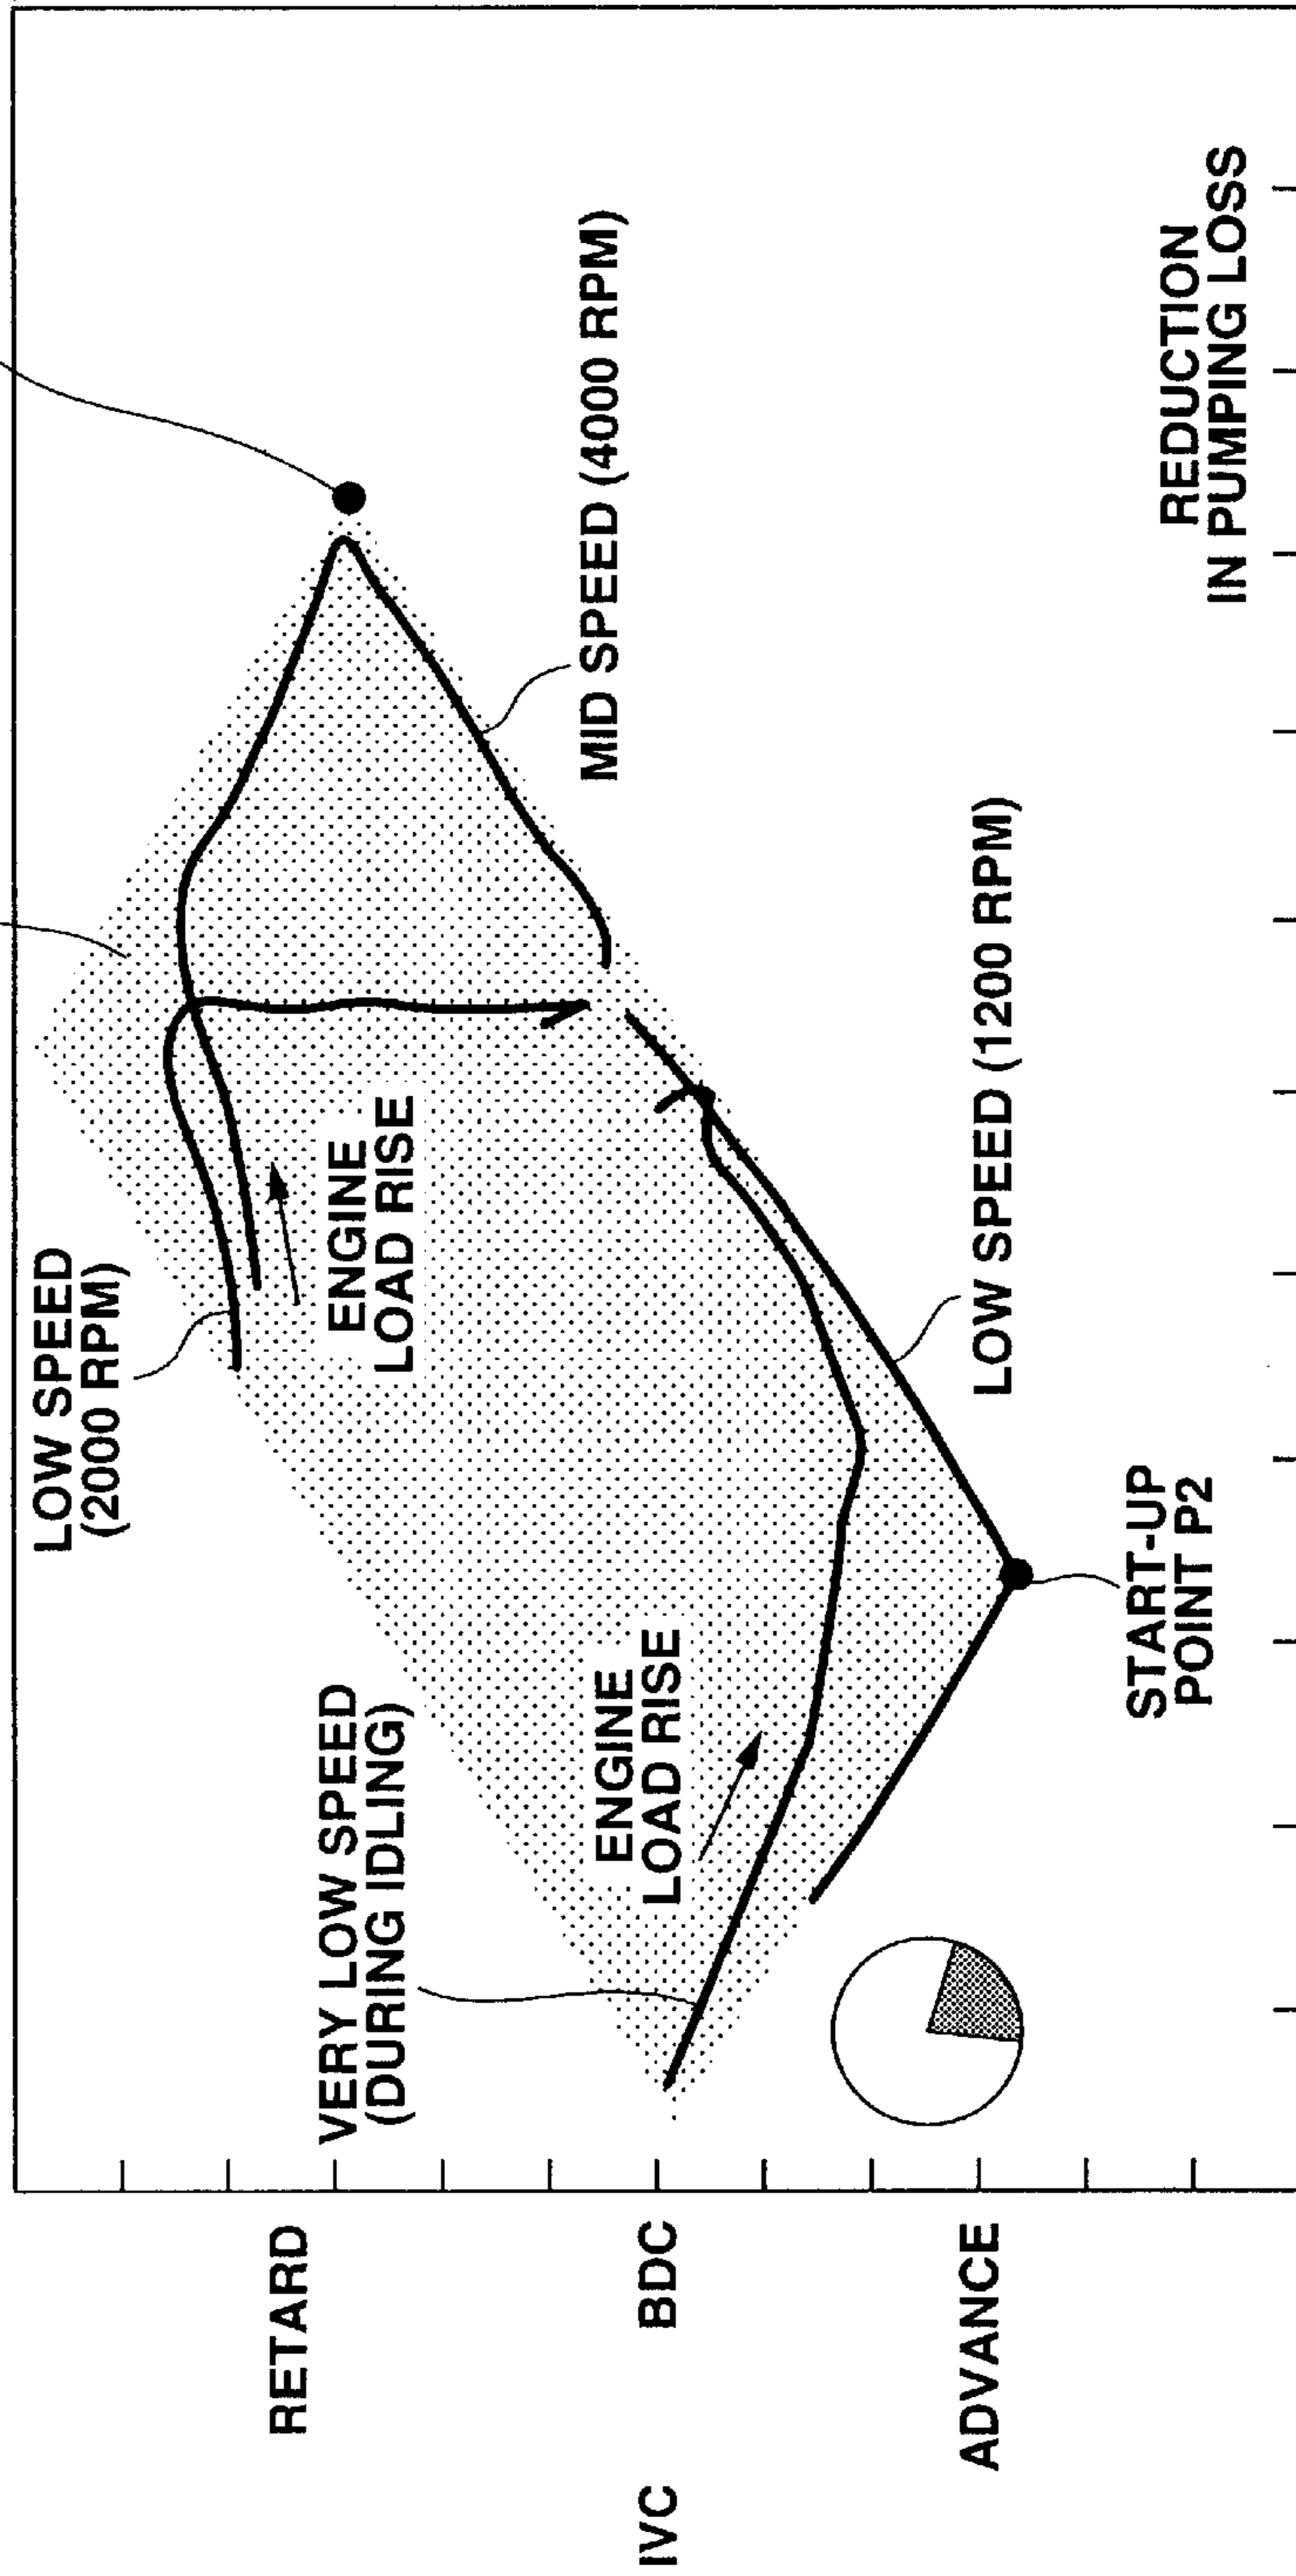 LOW SPEED
(2000 RPM)
VERY LOW SPEED
(DURING IDLING)
RETARD
ENGINE
LOAD RISE
MID SPEED (4000 RPM)
ENGINE
LOAD RISE
IVC
BDC
LOW SPEED (1200 RPM)
ADVANCE
START-UP
POINT P2
REDUCTION
IN PUMPING LOSS